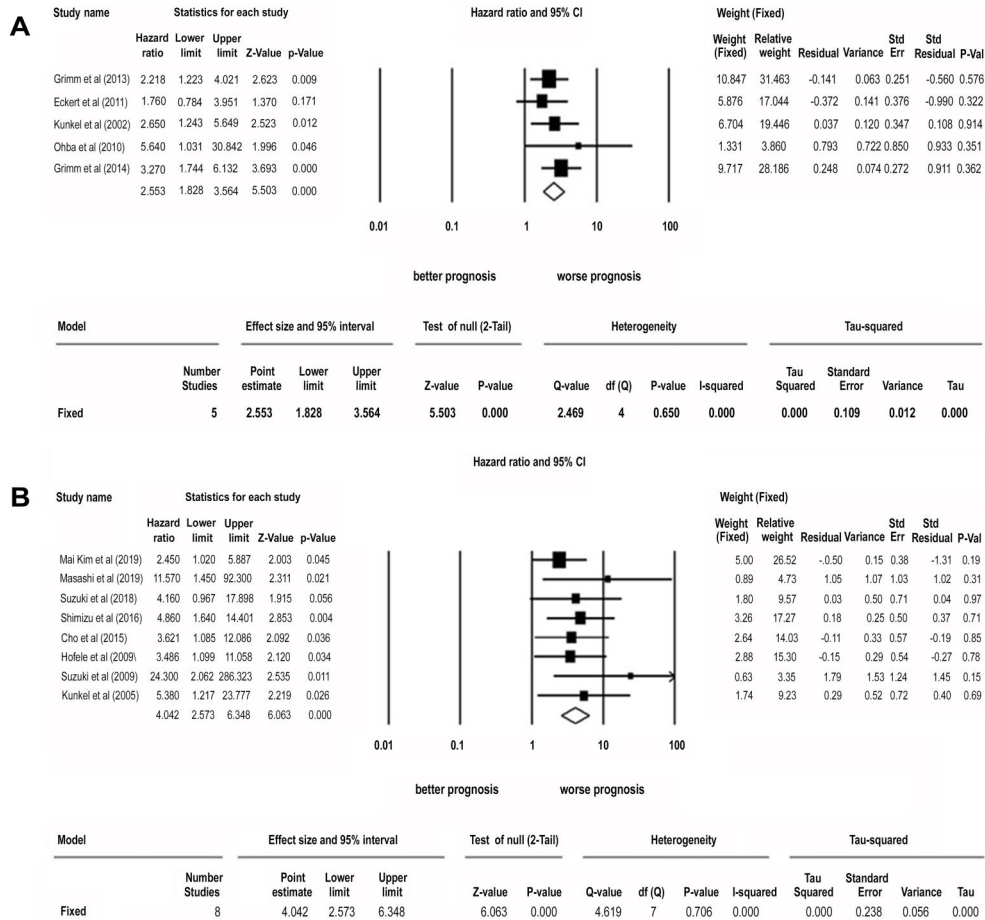 A
Study name Statistics for each study Hazard ratio and 95% CI Weight (Fixed)
Hazard Lower Upper Weight Relative Std Std
ratio limit limit Z-Value p-Value (Fixed) weight Residual Variance Err Residual P-Val
Grimm et al (2013) 2.218 1.223 4.021 2.623 0.009 10.847 31.463 -0.141 0.063 0.251 -0.560 0.576
Eckert et al (2011) 1.760 0.784 3.951 1.370 0.171 5.876 17.044 -0.372 0.141 0.376 -0.990 0.322
Kunkel et al (2002) 2.650 1.243 5.649 2.523 0.012 6.704 19.446 0.037 0.120 0.347 0.108 0.914
Ohba et al (2010) 5.640 1.031 30.842 1.996 0.046 1.331 3.860 0.793 0.722 0.850 0.933 0.351
Grimm et al (2014) 3.270 1.744 6.132 3.693 0.000 9.717 28.186 0.248 0.074 0.272 0.911 0.362
2.553 1.828 3.564 5.503 0.000
0.01 0.1 1 10 100
better prognosis worse prognosis
Model Effect size and 95% interval Test of null (2-Tail) Heterogeneity Tau-squared
Number Point Lower Upper Tau Standard
Studies estimate limit limit Z-value P-value Q-value df (Q) P-value I-squared Squared Error Variance Tau
Fixed 5 2.553 1.828 3.564 5.503 0.000 2.469 4 0.650 0.000 0.000 0.109 0.012 0.000
Hazard ratio and 95% CI
B
Study name Statistics for each study Weight (Fixed)
Hazard Lower Upper Weight Relative Std Std
ratio limit limit Z-Value p-Value (Fixed) weight Residual Variance Err Residual P-Val
Mai Kim et al (2019) 2.450 1.020 5.887 2.003 0.045 5.00 26.52 -.0.50 0.15 0.38 -1.31 0.19
Masashi et al (2019) 11.570 1.450 92.300 2.311 0.021 0.89 4.73 1.05 1.07 1.03 1.02 0.31
Suzuki et al (2018) 4.160 0.967 17.898 1.915 0.056 1.80 9.57 0.03 0.50 0.71 0.04 0.97
Shimizu et al (2016) 4.860 1.640 14.401 2.853 0.004 3.26 17.27 0.18 0.25 0.50 0.37 0.71
Cho et al (2015) 3.621 1.085 12.086 2.092 0.036 2.64 14.03 -0.11 0.33 0.57 -0.19 0.85
Hofele et al (2009\ 3.486 1.099 11.058 2.120 0.034 2.88 15.30 -0.15 0.29 0.54 -0.27 0.78
Suzuki et al (2009) 24.300 2.062 286.323 2.535 0.011 0.63 3.35 1.79 1.53 1.24 1.45 0.15
Kunkel et al (2005) 5.380 1.217 23.777 2.219 0.026 1.74 9.23 0.29 0.52 0.72 0.40 0.69
4.042 2.573 6.348 6.063 0.000
0.01 0.1 1 10 100
better prognosis worse prognosis
Model Effect size and 95% interval Test of null (2-Tail) Heterogeneity Tau-squared
Number Point Lower Upper Tau Standard
Studies estimate limit limit Z-value P-value Q-value df (Q) P-value I-squared Squared Error Variance Tau
Fixed 8 4.042 2.573 6.348 6.063 0.000 4.619 7 0.706 0.000 0.000 0.238 0.056 0.000